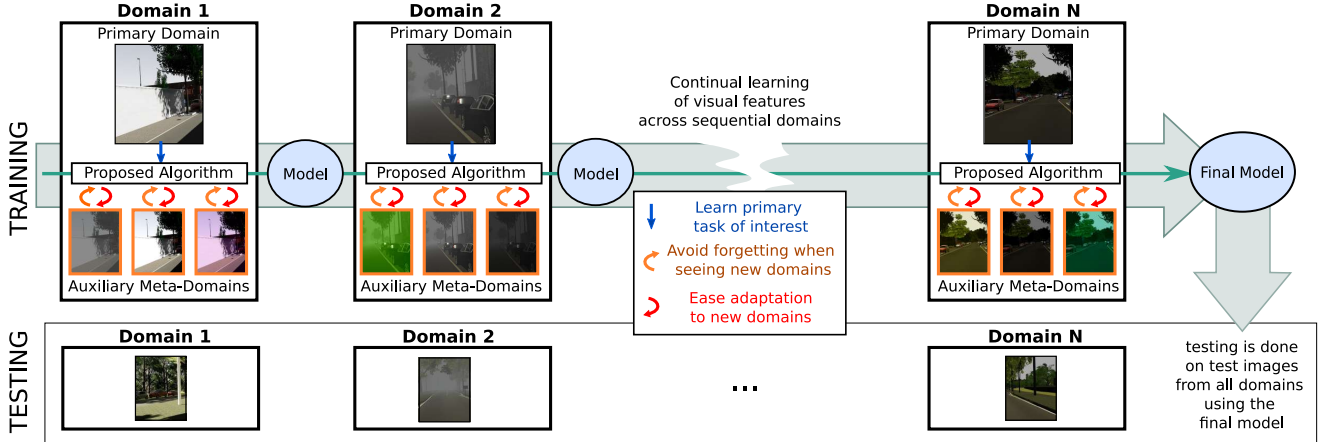 TRAINING
Domain 1
Primary Domain
Proposed Algorithm
Auxiliary Meta-Domains
Model
Domain 2
Primary Domain
Proposed Algorithm
Auxiliary Meta-Domains
Model
Continual learning
of visual features
across sequential domains
Learn primary
task of interest
Avoid forgetting when
seeing new domains
Ease adaptation
to new domains
Domain N
Primary Domain
Proposed Algorithm
Auxiliary Meta-Domains
Final Model
TESTING
Domain 1
Domain 2
...
Domain N
testing is done
on test images
from all domains
using the
final model